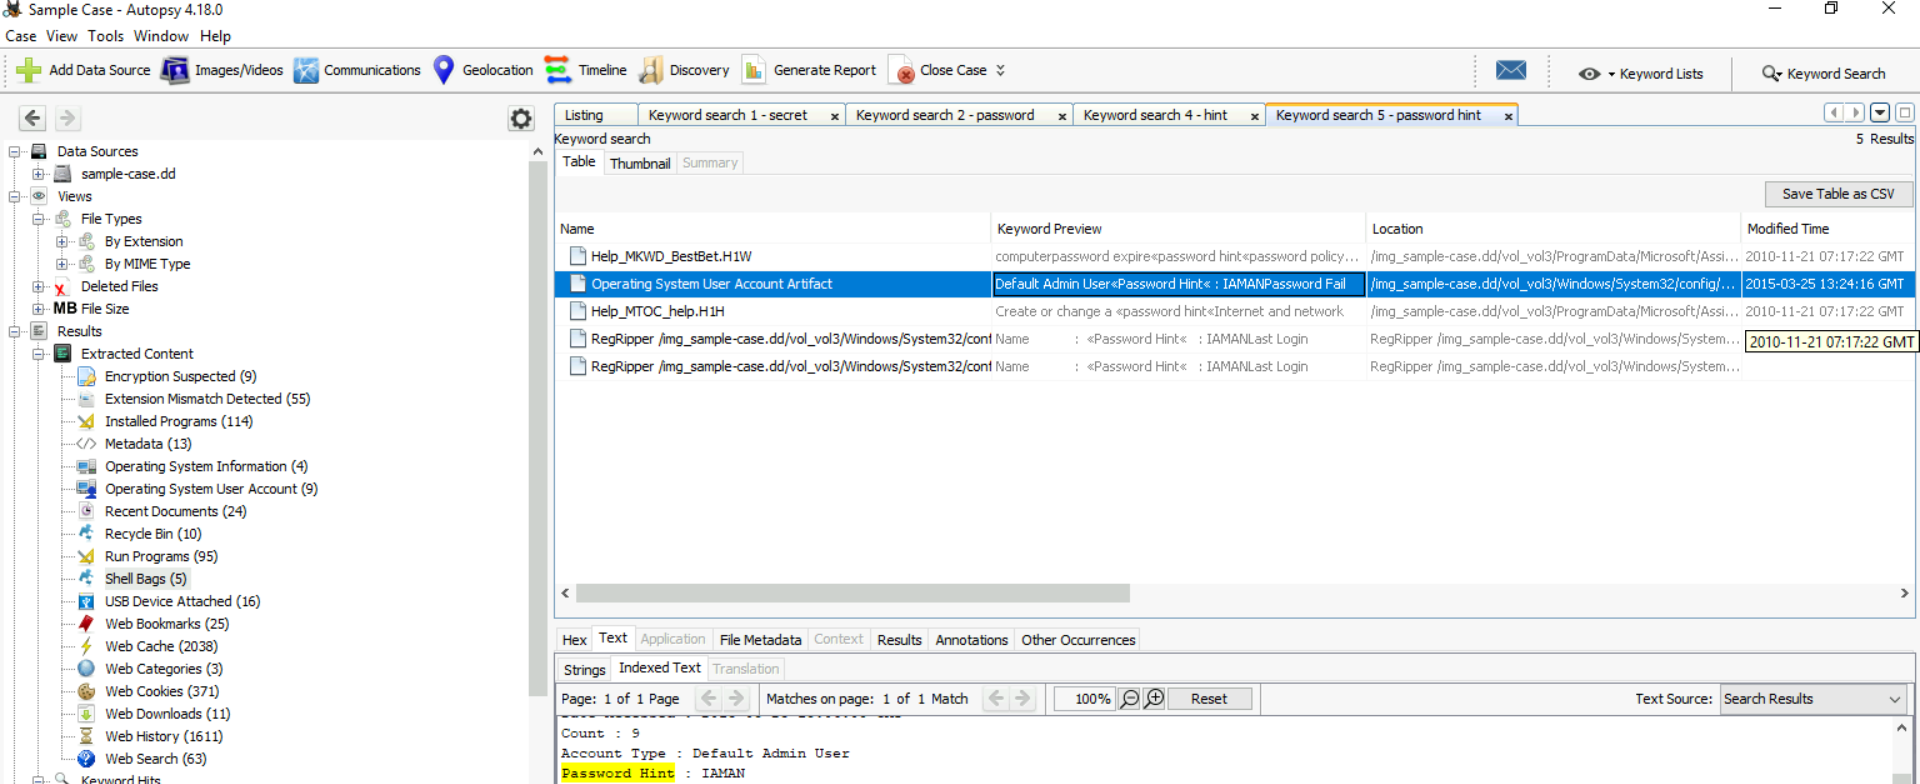 Sample Case - Autopsy 4.18.0
Case View Tools Window Help
Add Data Source Images/Videos Communications Geolocation Timeline Discovery Generate Report Close Case Keyword Lists Keyword Search
Listing Keyword search 1 - secret x Keyword search 2 - password x Keyword search 4 - hint x Keyword search 5 - password hint x
Keyword search 5 Results
Table Thumbnail Summary
Save Table as CSV
Data Sources
sample-case.dd
Views
File Types
By Extension
By MIME Type
Deleted Files
MB File Size
Results
Extracted Content
Encryption Suspected (9)
Extension Mismatch Detected (55)
Installed Programs (114)
Metadata (13)
Operating System Information (4)
Operating System User Account (9)
Recent Documents (24)
Recycle Bin (10)
Run Programs (95)
Shell Bags (5)
USB Device Attached (16)
Web Bookmarks (25)
Web Cache (2038)
Web Categories (3)
Web Cookies (371)
Web Downloads (11)
Web History (1611)
Web Search (63)
Keyword Hits
Name Keyword Preview Location Modified Time
Help_MKWD_BestBet.H1W computerpassword expire«password hint«password policy... /img_sample-case.dd/vol_vol3/ProgramData/Microsoft/Assi... 2010-11-21 07:17:22 GMT
Operating System User Account Artifact Default Admin User«Password Hint« : IAMANPassword Fail /img_sample-case.dd/vol_vol3/Windows/System32/config/... 2015-03-25 13:24:16 GMT
Help_MTOC_help.H1H Create or change a «password hint«Internet and network /img_sample-case.dd/vol_vol3/ProgramData/Microsoft/Assi... 2010-11-21 07:17:22 GMT
RegRipper /img_sample-case.dd/vol_vol3/Windows/System32/conf Name : «Password Hint« : IAMANLast Login RegRipper /img_sample-case.dd/vol_vol3/Windows/System... 2010-11-21 07:17:22 GMT
RegRipper /img_sample-case.dd/vol_vol3/Windows/System32/conf Name : «Password Hint« : IAMANLast Login RegRipper /img_sample-case.dd/vol_vol3/Windows/System...
Hex Text Application File Metadata Context Results Annotations Other Occurrences
Strings Indexed Text Translation
Page: 1 of 1 Page Matches on page: 1 of 1 Match 100% Reset Text Source: Search Results
Count : 9
Account Type : Default Admin User
Password Hint : IAMAN